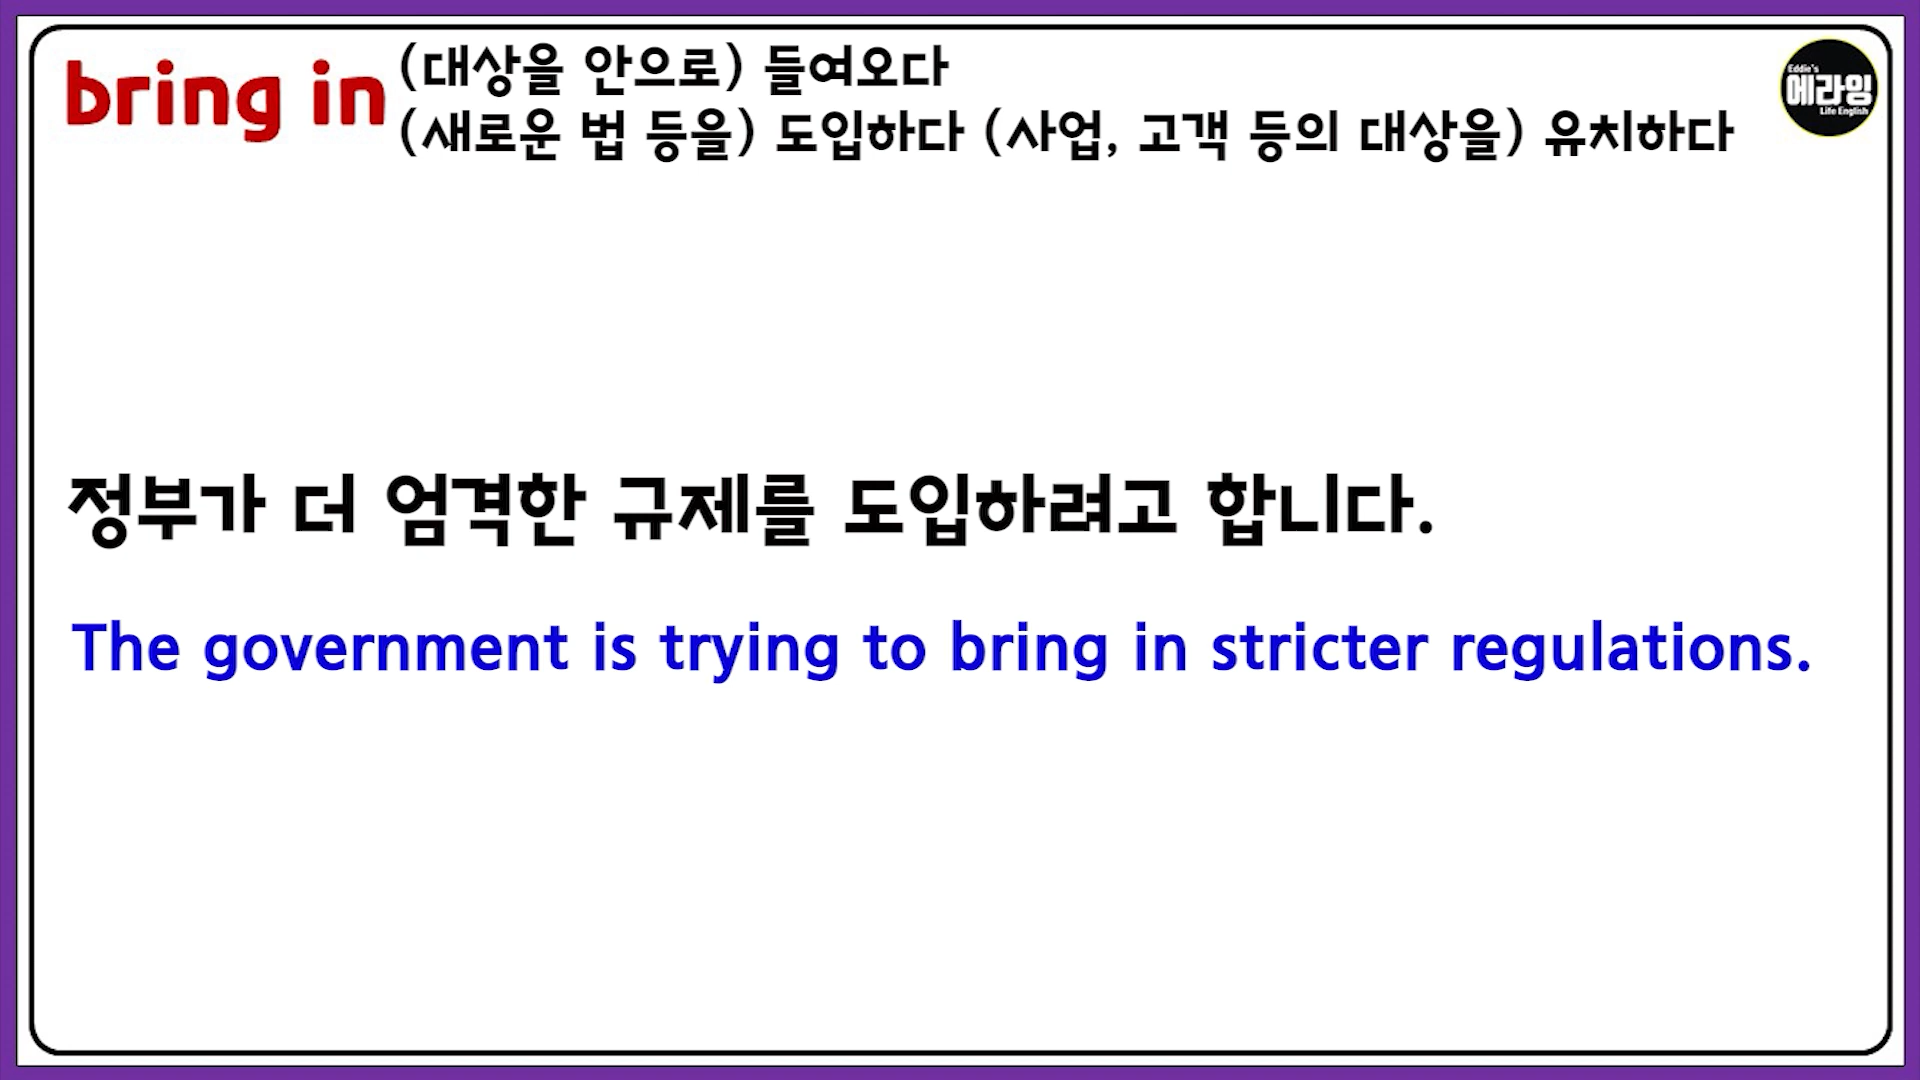 bring in
(대상을 안으로) 들여오다
(새로운 법 등을) 도입하다 (사업, 고객 등의 대상을) 유치하다
Eddie's
에라잉
Life English
정부가 더 엄격한 규제를 도입하려고 합니다.
The government is trying to bring in stricter regulations.